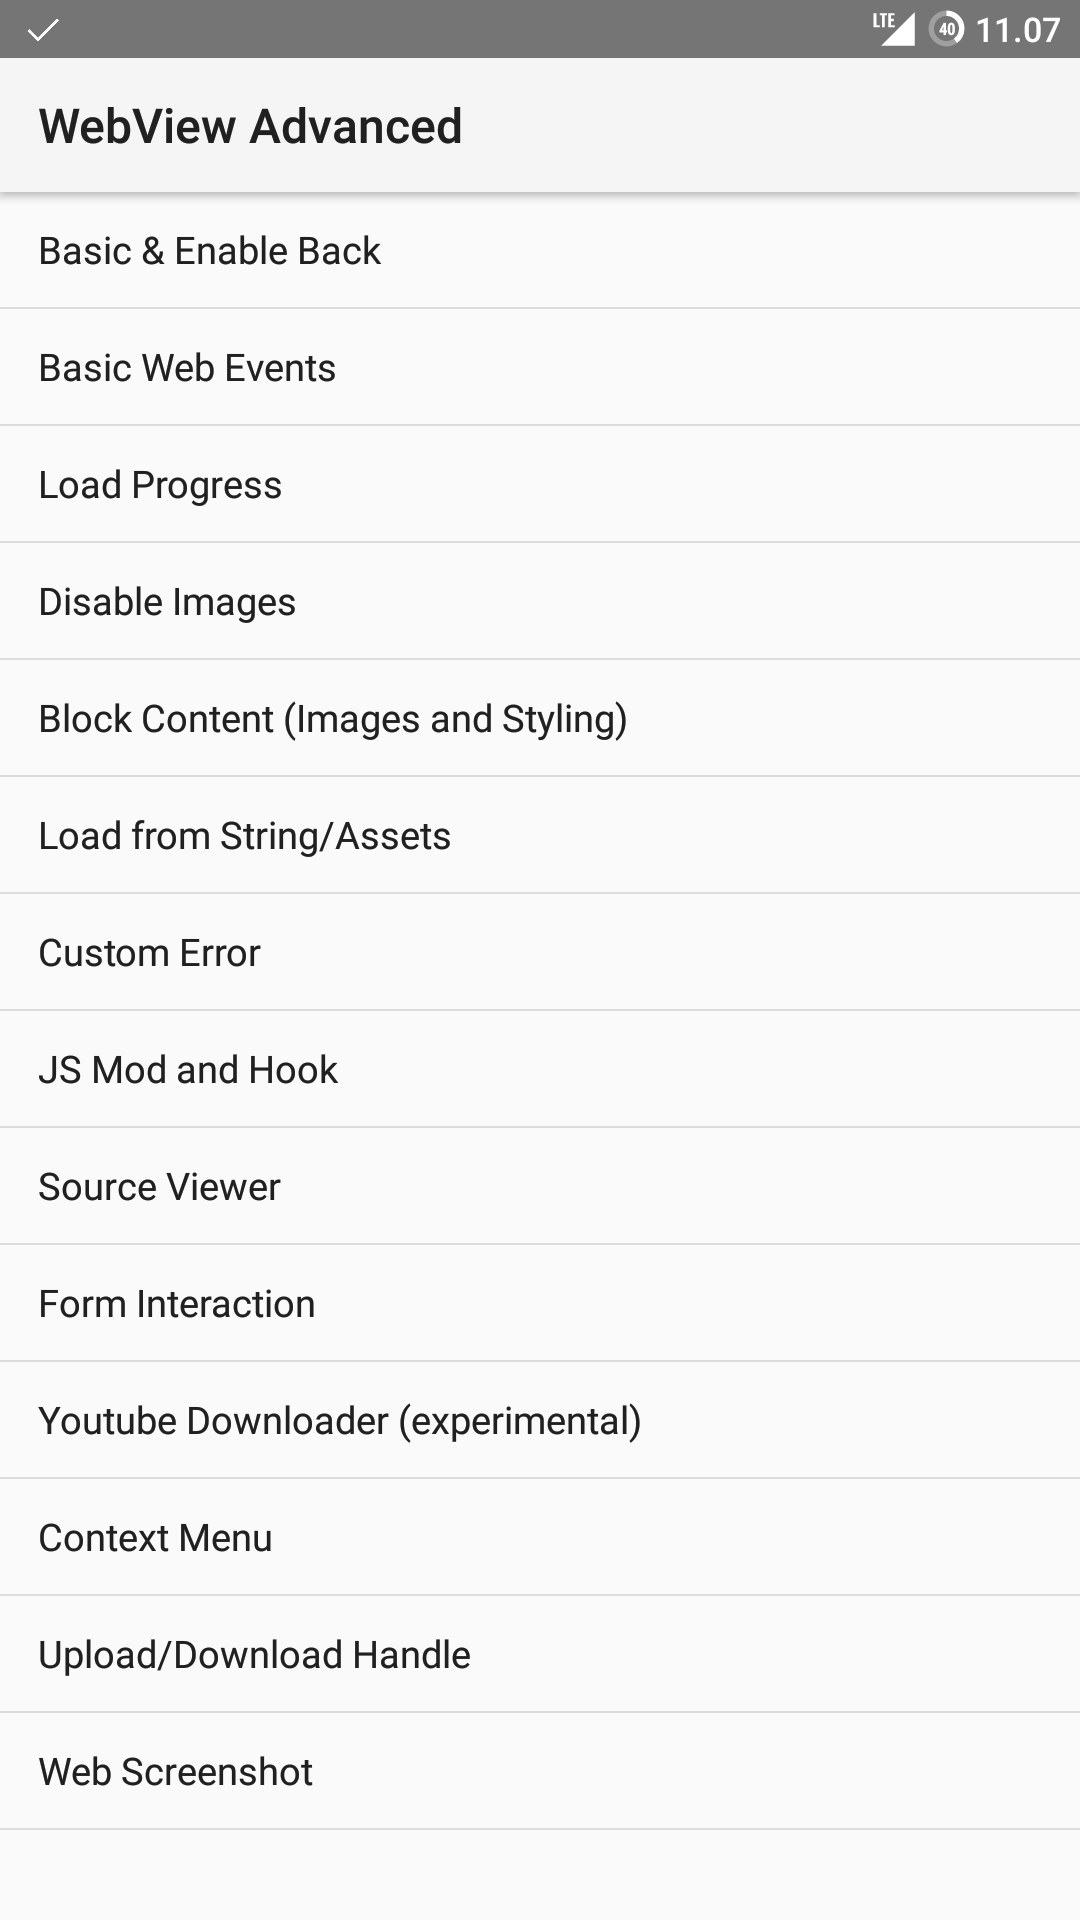 LTE 40 11.07
WebView Advanced
Basic & Enable Back
Basic Web Events
Load Progress
Disable Images
Block Content (Images and Styling)
Load from String/Assets
Custom Error
JS Mod and Hook
Source Viewer
Form Interaction
Youtube Downloader (experimental)
Context Menu
Upload/Download Handle
Web Screenshot